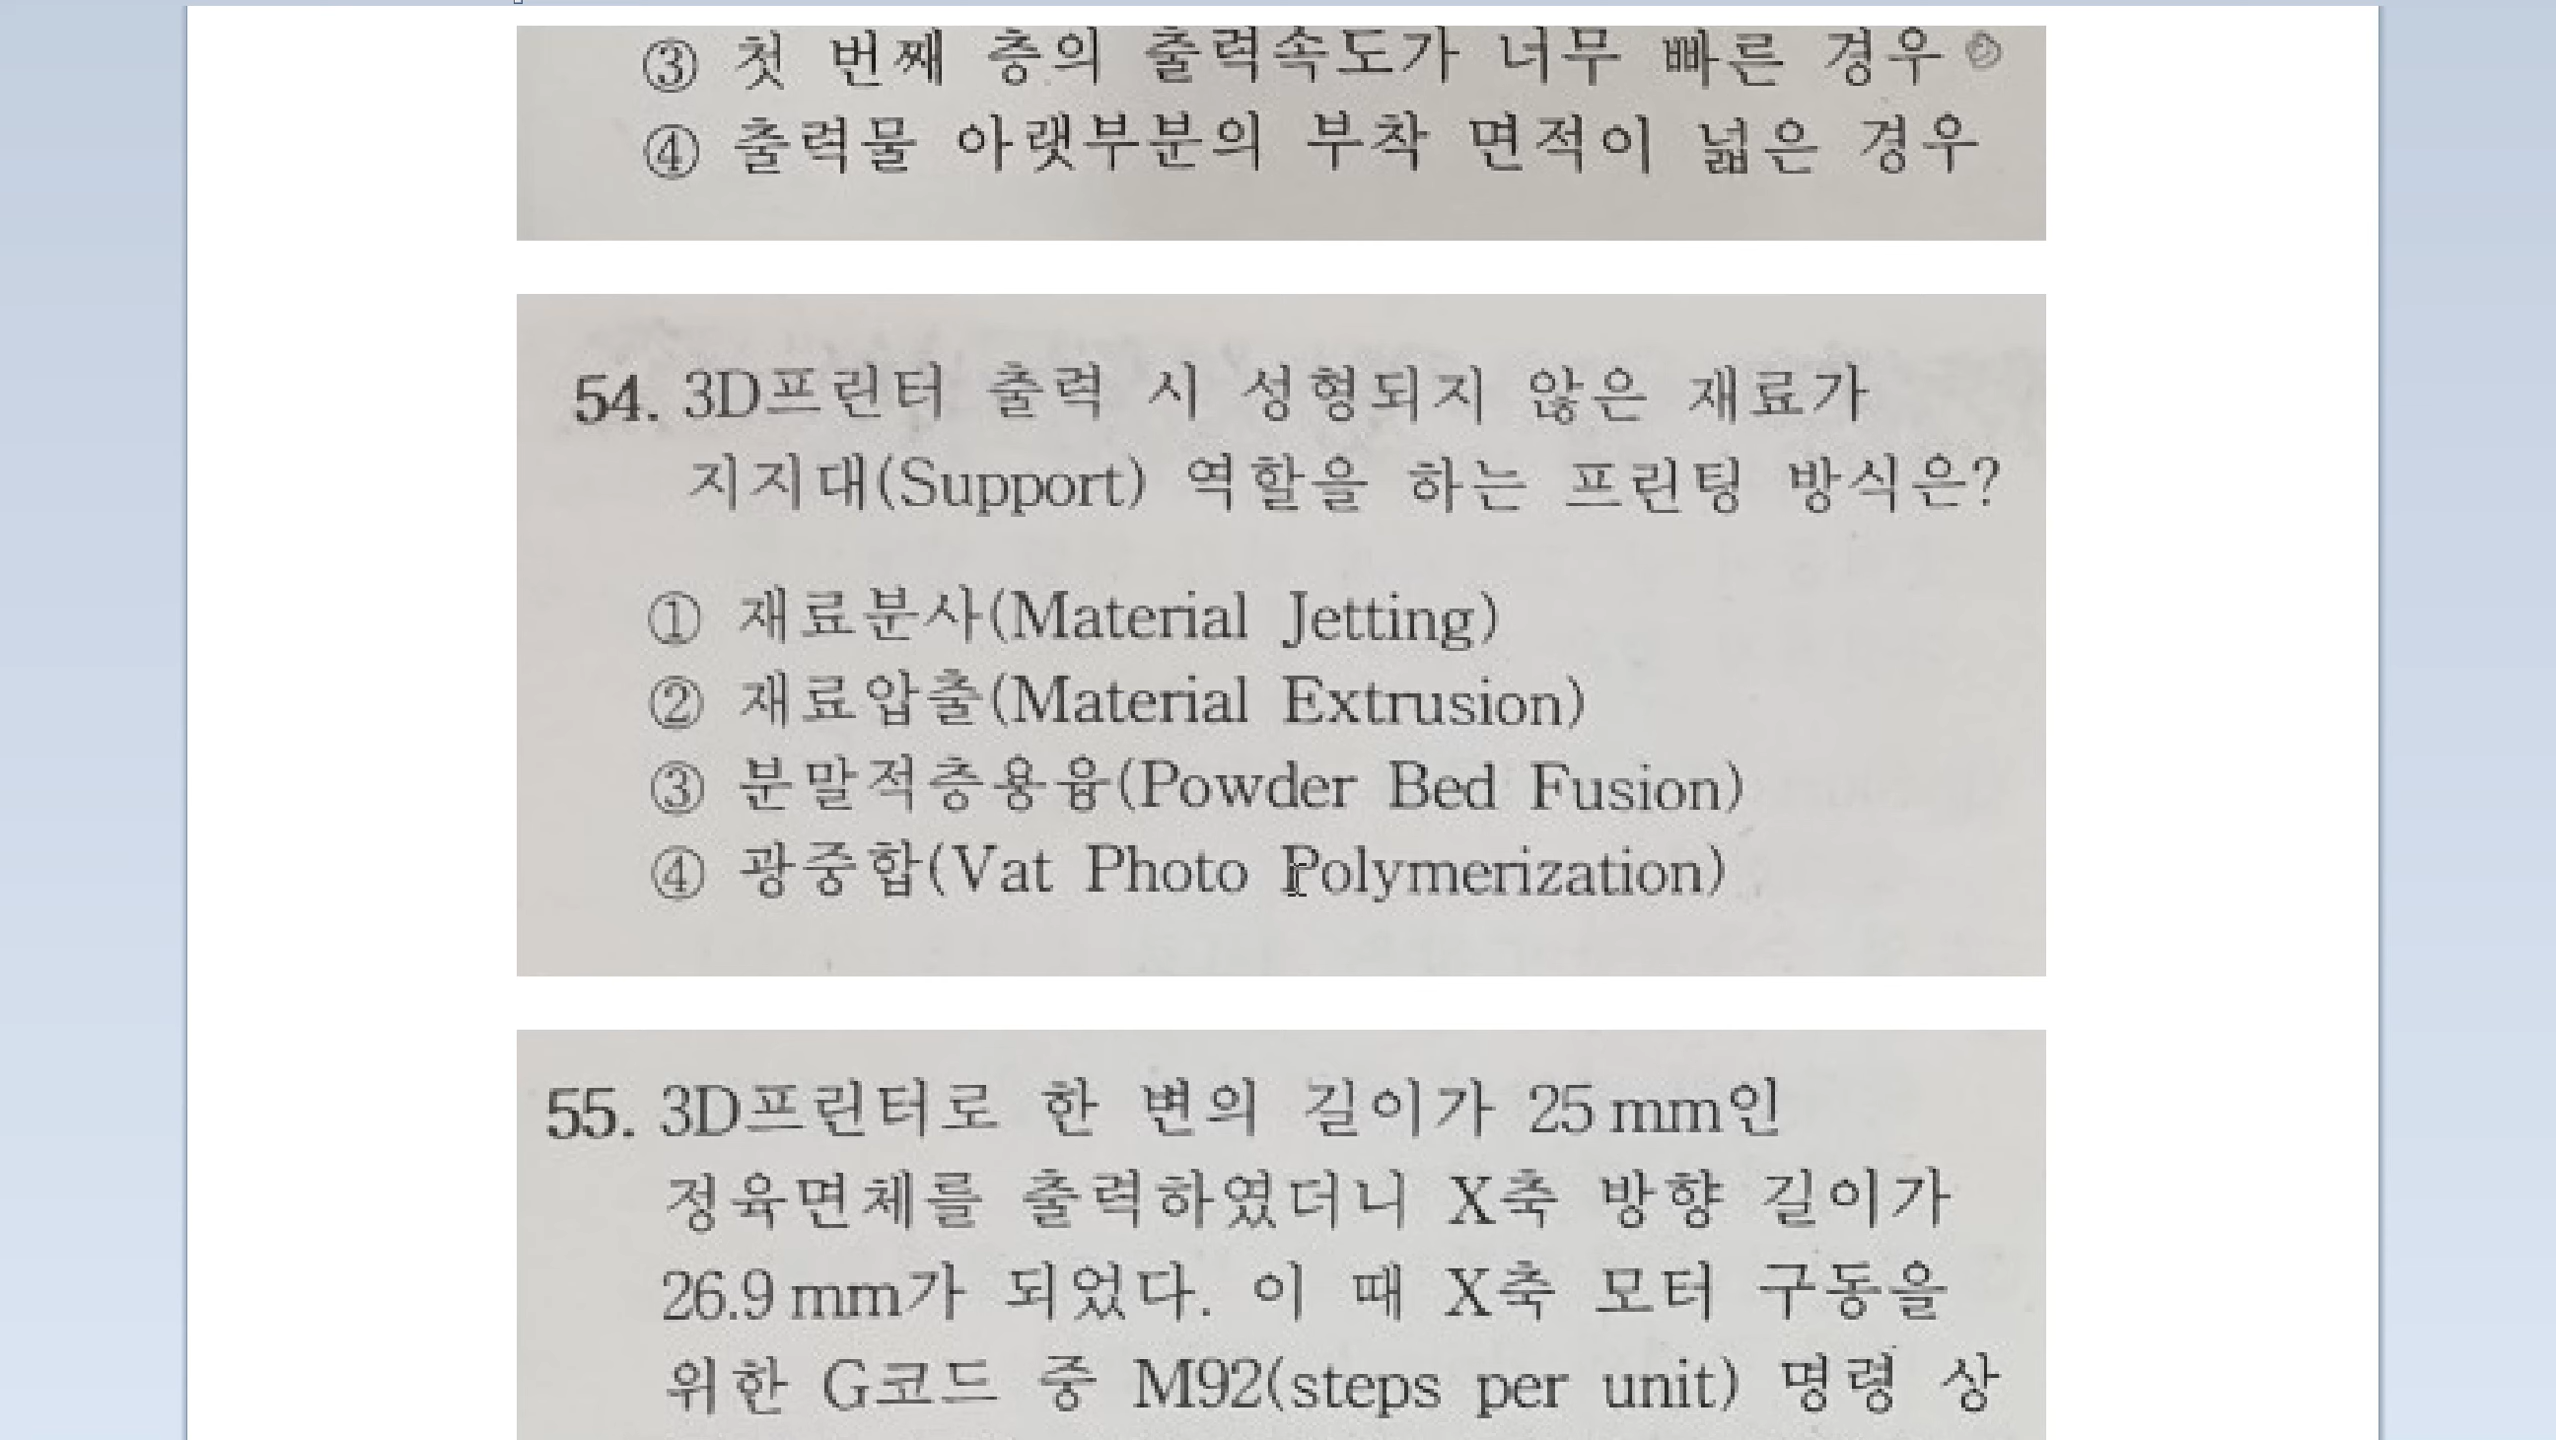 ③ 첫 번째 층의 출력속도가 너무 빠른 경우
④ 출력물 아랫부분의 부착 면적이 넓은 경우
54. 3D프린터 출력 시 성형되지 않은 재료가
지지대(Support) 역할을 하는 프린팅 방식은?
① 재료분사(Material Jetting)
② 재료압출(Material Extrusion)
③ 분말적층용융(Powder Bed Fusion)
④ 광중합(Vat Photo Polymerization)
55. 3D프린터로 한 변의 길이가 25 mm인
정육면체를 출력하였더니 X축 방향 길이가
26.9 mm가 되었다. 이 때 X축 모터 구동을
위한 G코드 중 M92(steps per unit) 명령 상